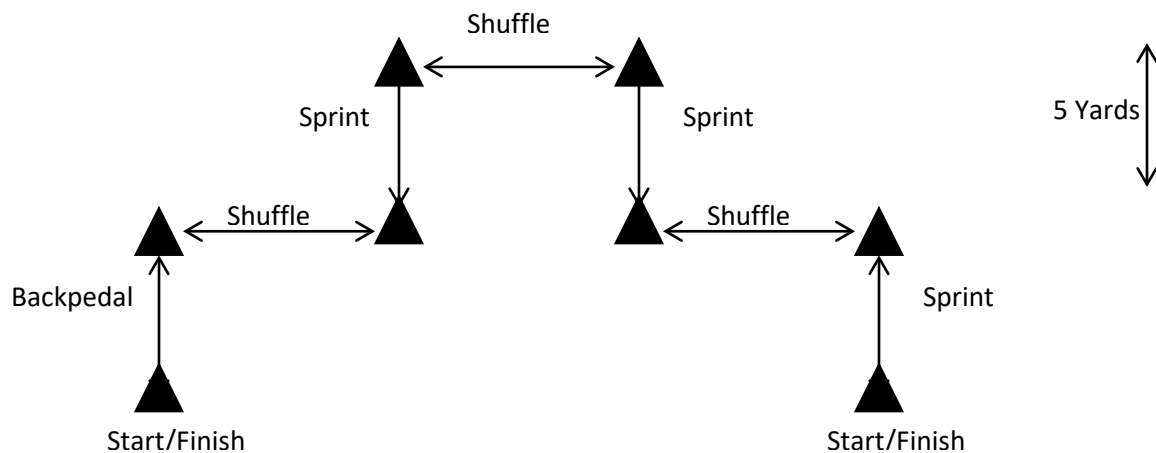 Shuffle
Sprint
Sprint
5 Yards
Shuffle
Shuffle
Backpedal
Sprint
Start/Finish
Start/Finish